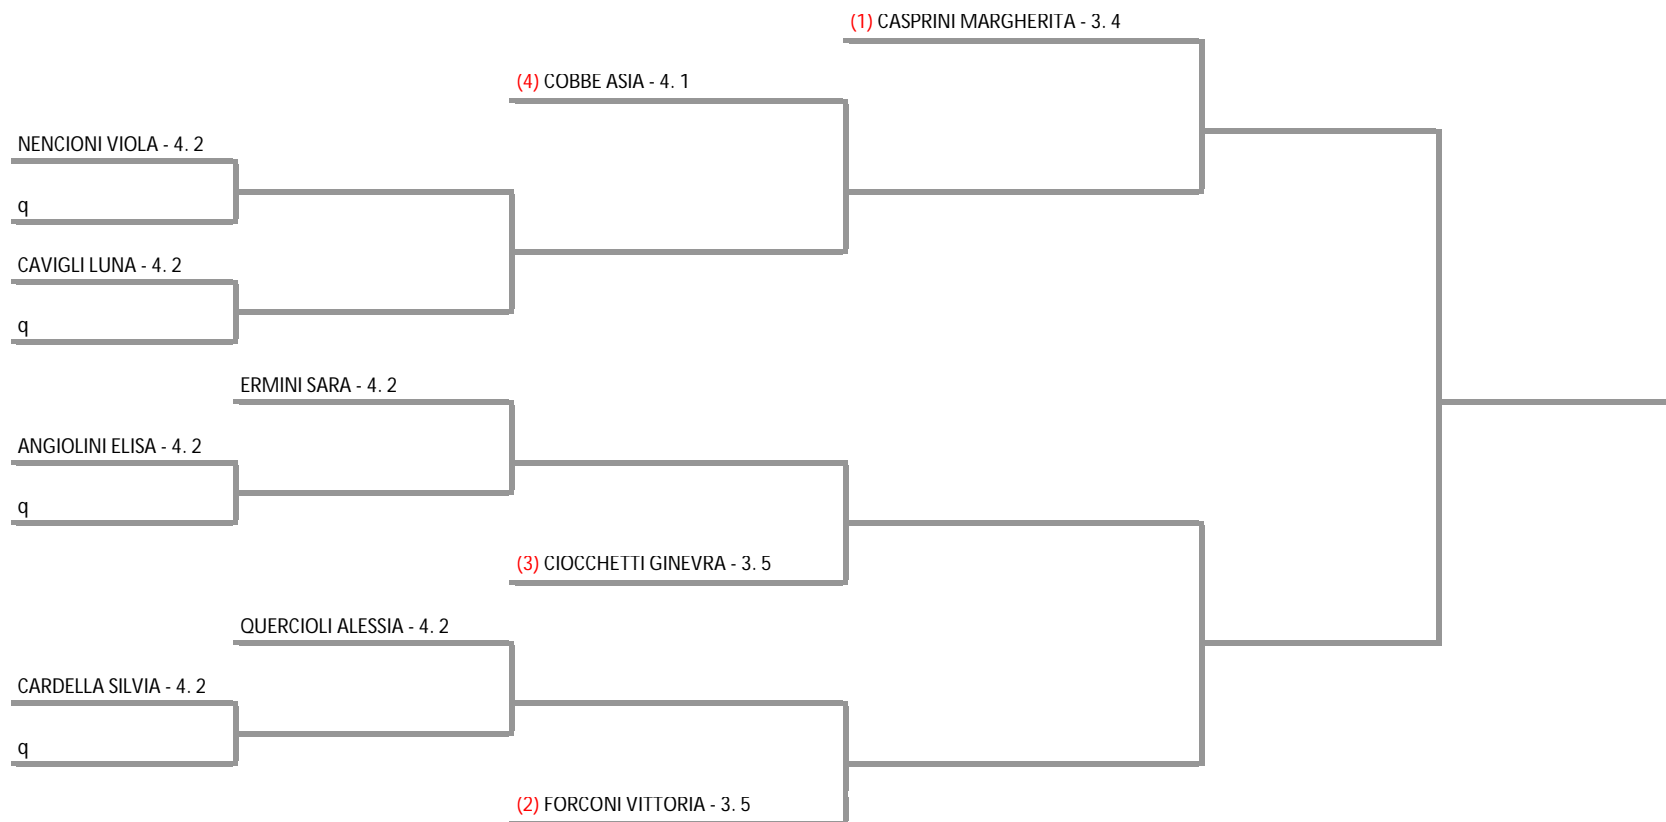 (1) CASPRINI MARGHERITA - 3. 4
(4) COBBE ASIA - 4. 1
NENCIONI VIOLA - 4. 2
q
CAVIGLI LUNA - 4. 2
q
ERMINI SARA - 4. 2
ANGIOLINI ELISA - 4. 2
q
(3) CIOCCHETTI GINEVRA - 3. 5
QUERCIOLI ALESSIA - 4. 2
CARDELLA SILVIA - 4. 2
q
(2) FORCONI VITTORIA - 3. 5